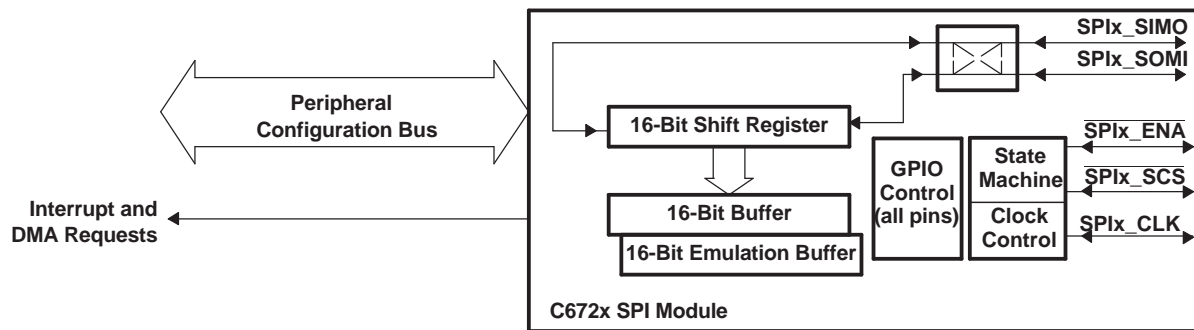 SPIx_SIMO
SPIx_SOMI
Peripheral
Configuration Bus
16-Bit Shift Register
SPIx_ENA
GPIO
Control
(all pins)
State
Machine
SPIx_SCS
Interrupt and
DMA Requests
16-Bit Buffer
Clock
Control
SPIx_CLK
16-Bit Emulation Buffer
C672x SPI Module